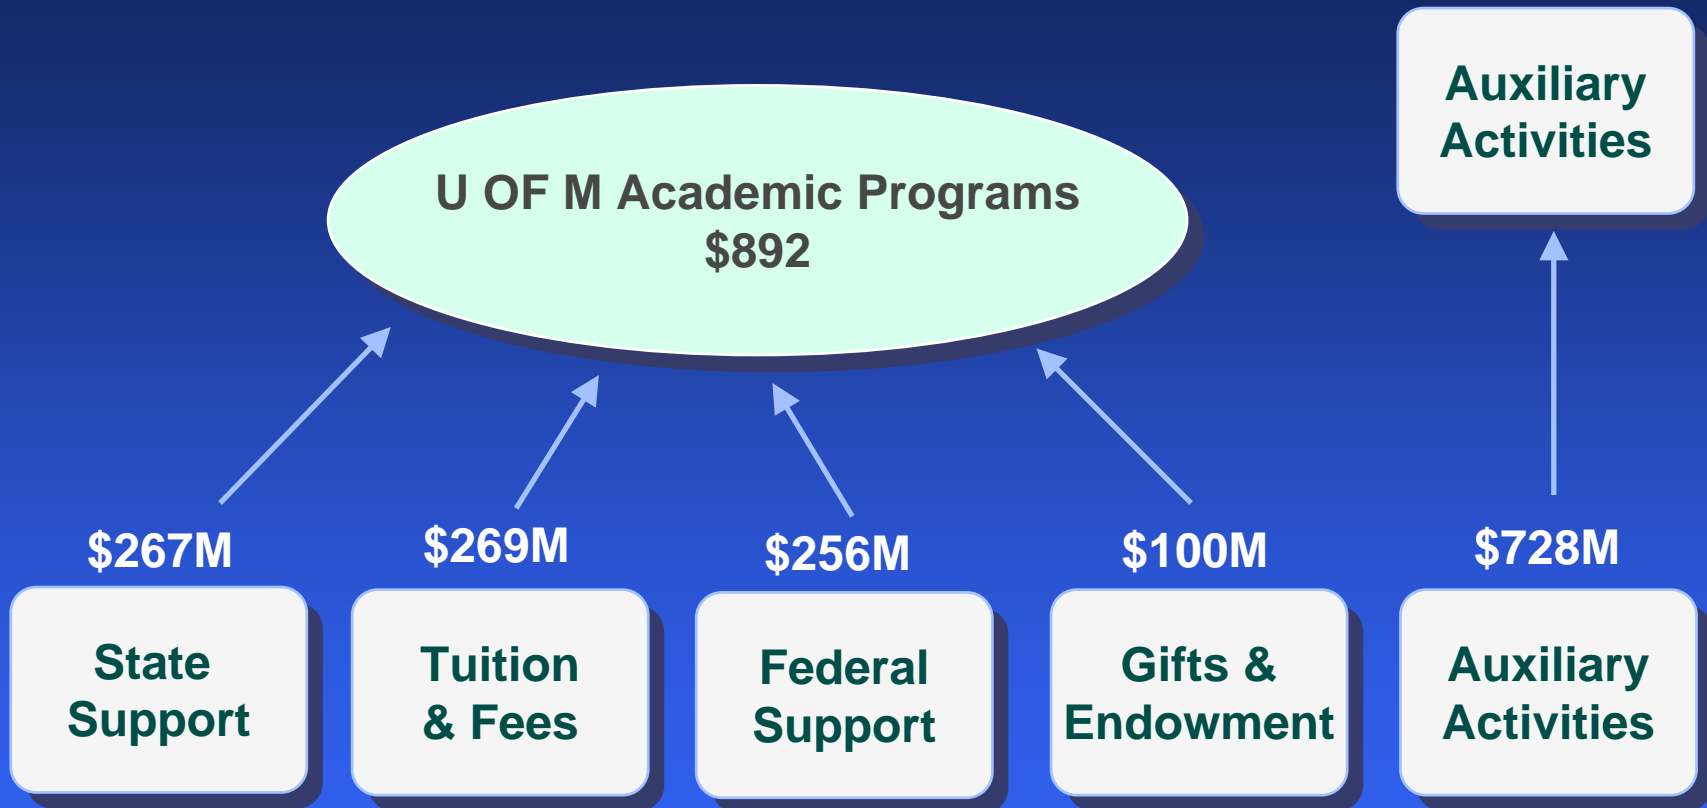 Auxiliary
Activities
U OF M Academic Programs
$892
$267M
$269M
$256M
$100M
$728M
State
Support
Tuition
& Fees
Federal
Support
Gifts &
Endowment
Auxiliary
Activities